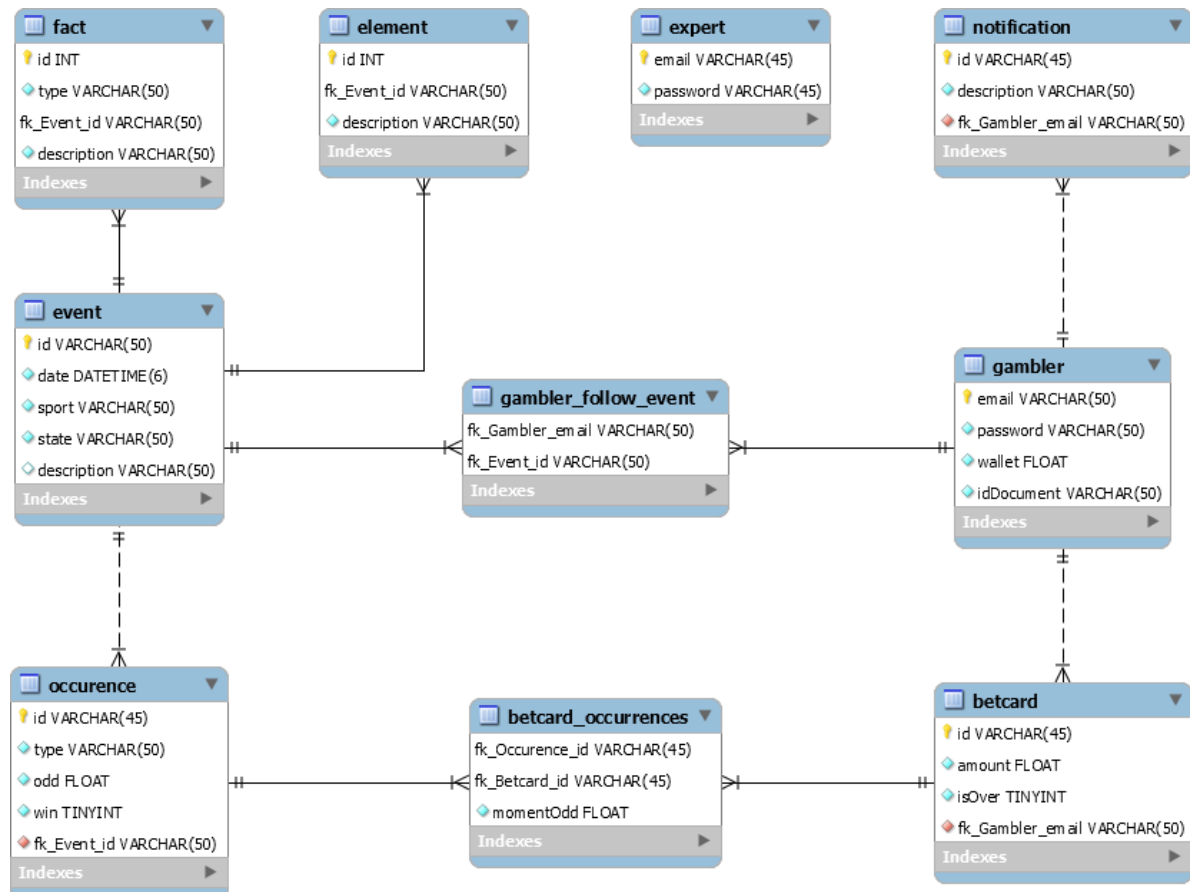 fact
id INT
type VARCHAR(50)
fk_Event_id VARCHAR(50)
description VARCHAR(50)
Indexes
element
id INT
fk_Event_id VARCHAR(50)
description VARCHAR(50)
Indexes
expert
email VARCHAR(45)
password VARCHAR(45)
Indexes
notification
id VARCHAR(45)
description VARCHAR(50)
fk_Gambler_email VARCHAR(50)
Indexes
event
id VARCHAR(50)
date DATETIME(6)
sport VARCHAR(50)
state VARCHAR(50)
description VARCHAR(50)
Indexes
gambler_follow_event
fk_Gambler_email VARCHAR(50)
fk_Event_id VARCHAR(50)
Indexes
gambler
email VARCHAR(50)
password VARCHAR(50)
wallet FLOAT
idDocument VARCHAR(50)
Indexes
occurence
id VARCHAR(45)
type VARCHAR(50)
odd FLOAT
win TINYINT
fk_Event_id VARCHAR(50)
Indexes
betcard_occurrences
fk_Occurence_id VARCHAR(45)
fk_Betcard_id VARCHAR(45)
momentOdd FLOAT
Indexes
betcard
id VARCHAR(45)
amount FLOAT
isOver TINYINT
fk_Gambler_email VARCHAR(50)
Indexes